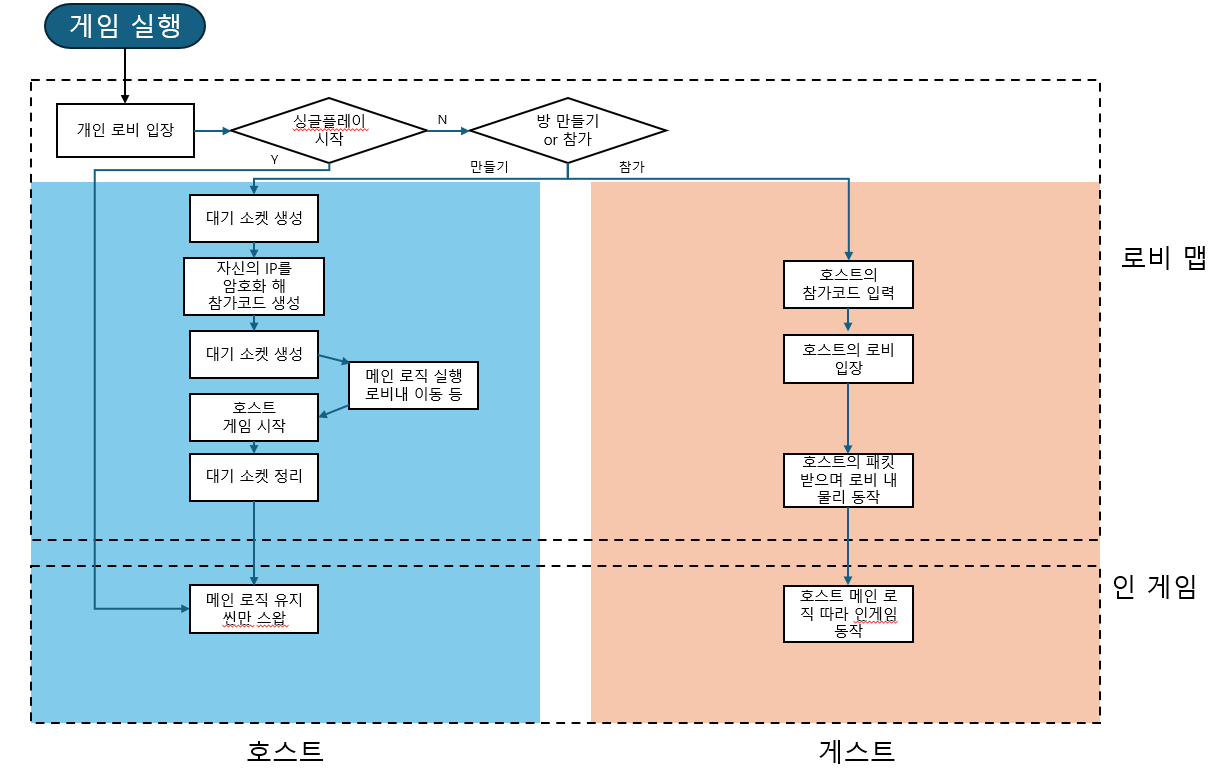 게임 실행
개인 로비 입장
싱글플레이
시작
N
방 만들기
or 참가
Y
만들기
참가
대기 소켓 생성
자신의 IP를
암호화 해
참가코드 생성
대기 소켓 생성
메인 로직 실행
로비내 이동 등
호스트
게임 시작
대기 소켓 정리
메인 로직 유지
씬만 스왑
호스트의
참가코드 입력
호스트의 로비
입장
호스트의 패킷
받으며 로비 내
물리 동작
호스트 메인 로
직 따라 인게임
동작
로비 맵
인 게임
호스트
게스트